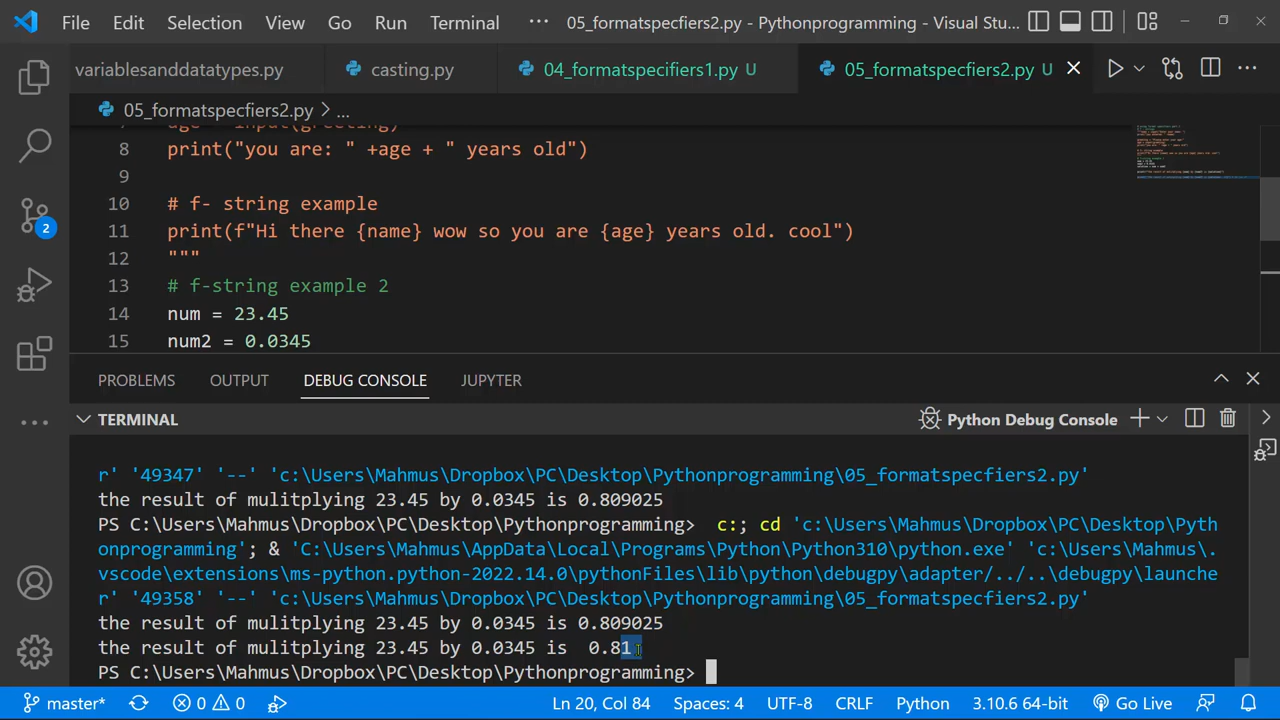 File Edit Selection View Go Run Terminal ··· 05_formatspecfiers2.py - Pythonprogramming - Visual Stu...
variablesanddatatypes.py casting.py 04_formatspecifiers1.py U 05_formatspecfiers2.py U
05_formatspecfiers2.py > ...
age = input(greeting)
8 print("you are: " +age + " years old")
9
10 # f- string example
11 print(f"Hi there {name} wow so you are {age} years old. cool")
12 """
13 # f-string example 2
14 num = 23.45
15 num2 = 0.0345
2
PROBLEMS OUTPUT DEBUG CONSOLE JUPYTER
TERMINAL Python Debug Console
r' '49347' '--' 'c:\Users\Mahmus\Dropbox\PC\Desktop\Pythonprogramming\05_formatspecfiers2.py'
the result of mulitplying 23.45 by 0.0345 is 0.809025
PS C:\Users\Mahmus\Dropbox\PC\Desktop\Pythonprogramming> c:; cd 'c:\Users\Mahmus\Dropbox\PC\Desktop\Pyth
onprogramming'; & 'C:\Users\Mahmus\AppData\Local\Programs\Python\Python310\python.exe' 'c:\Users\Mahmus\.
vscode\extensions\ms-python.python-2022.14.0\pythonFiles\lib\python\debugpy\adapter/../..\debugpy\launche
r' '49358' '--' 'c:\Users\Mahmus\Dropbox\PC\Desktop\Pythonprogramming\05_formatspecfiers2.py'
the result of mulitplying 23.45 by 0.0345 is 0.809025
the result of mulitplying 23.45 by 0.0345 is  0.81
PS C:\Users\Mahmus\Dropbox\PC\Desktop\Pythonprogramming>
master* 0 0 Ln 20, Col 84 Spaces: 4 UTF-8 CRLF Python 3.10.6 64-bit Go Live